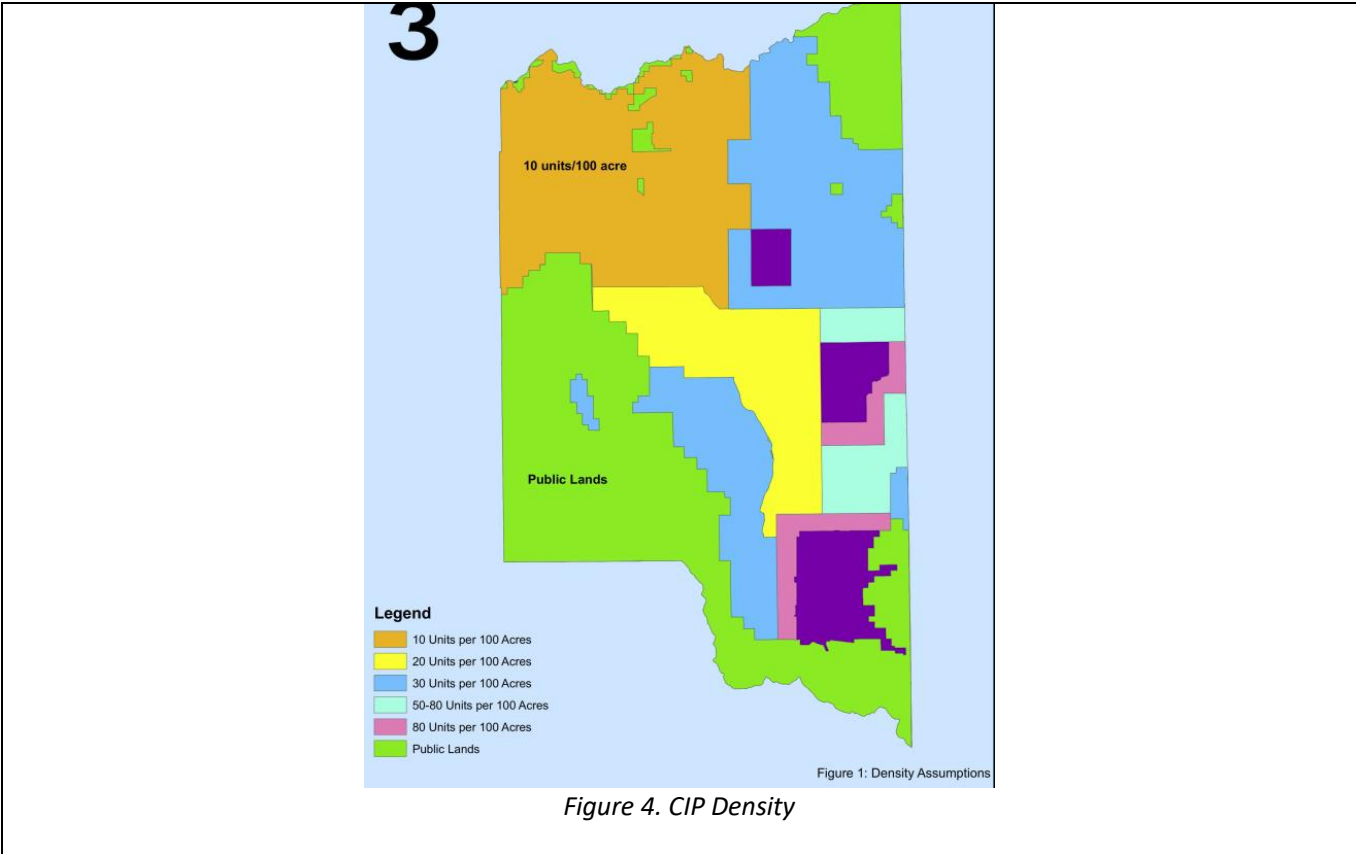 3
10 units/100 acre
Public Lands
Legend
10 Units per 100 Acres
20 Units per 100 Acres
30 Units per 100 Acres
50-80 Units per 100 Acres
80 Units per 100 Acres
Public Lands
Figure 1: Density Assumptions
Figure 4. CIP Density